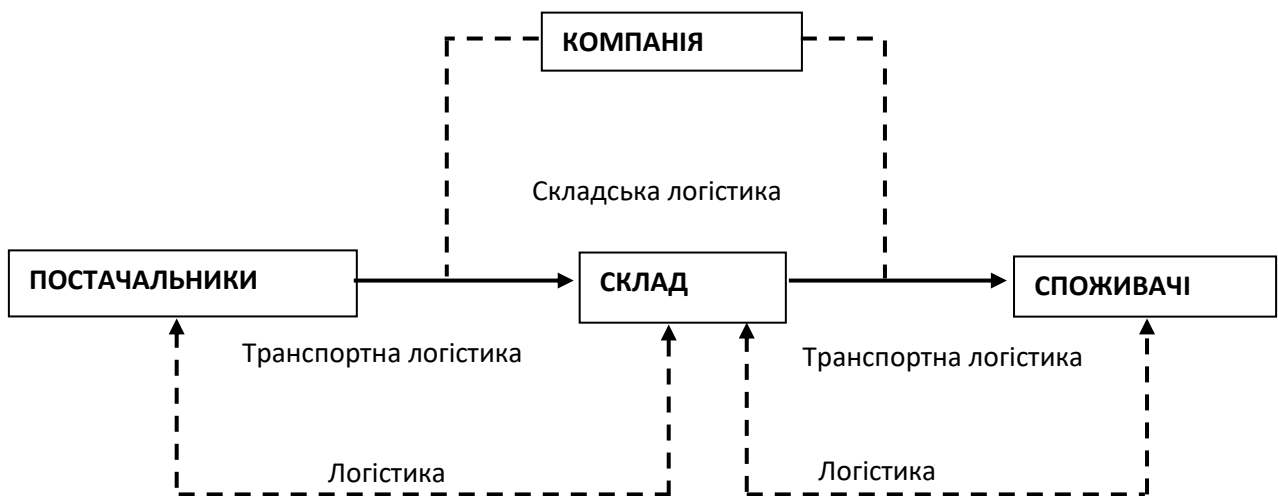 КОМПАНІЯ
Складська логістика
ПОСТАЧАЛЬНИКИ
СКЛАД
СПОЖИВАЧІ
Транспортна логістика
Транспортна логістика
Логістика
Логістика